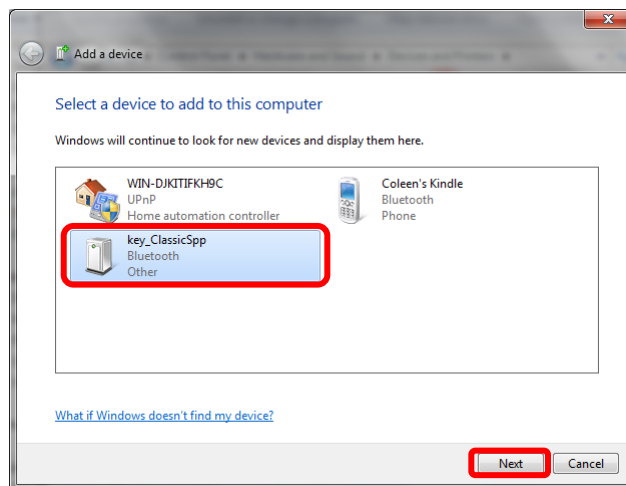 Add a device
Select a device to add to this computer
Windows will continue to look for new devices and display them here.
WIN-DJKITIFKH9C
UPnP
Home automation controller
Coleen's Kindle
Bluetooth
Phone
key_ClassicSpp
Bluetooth
Other
What if Windows doesn't find my device?
Next
Cancel